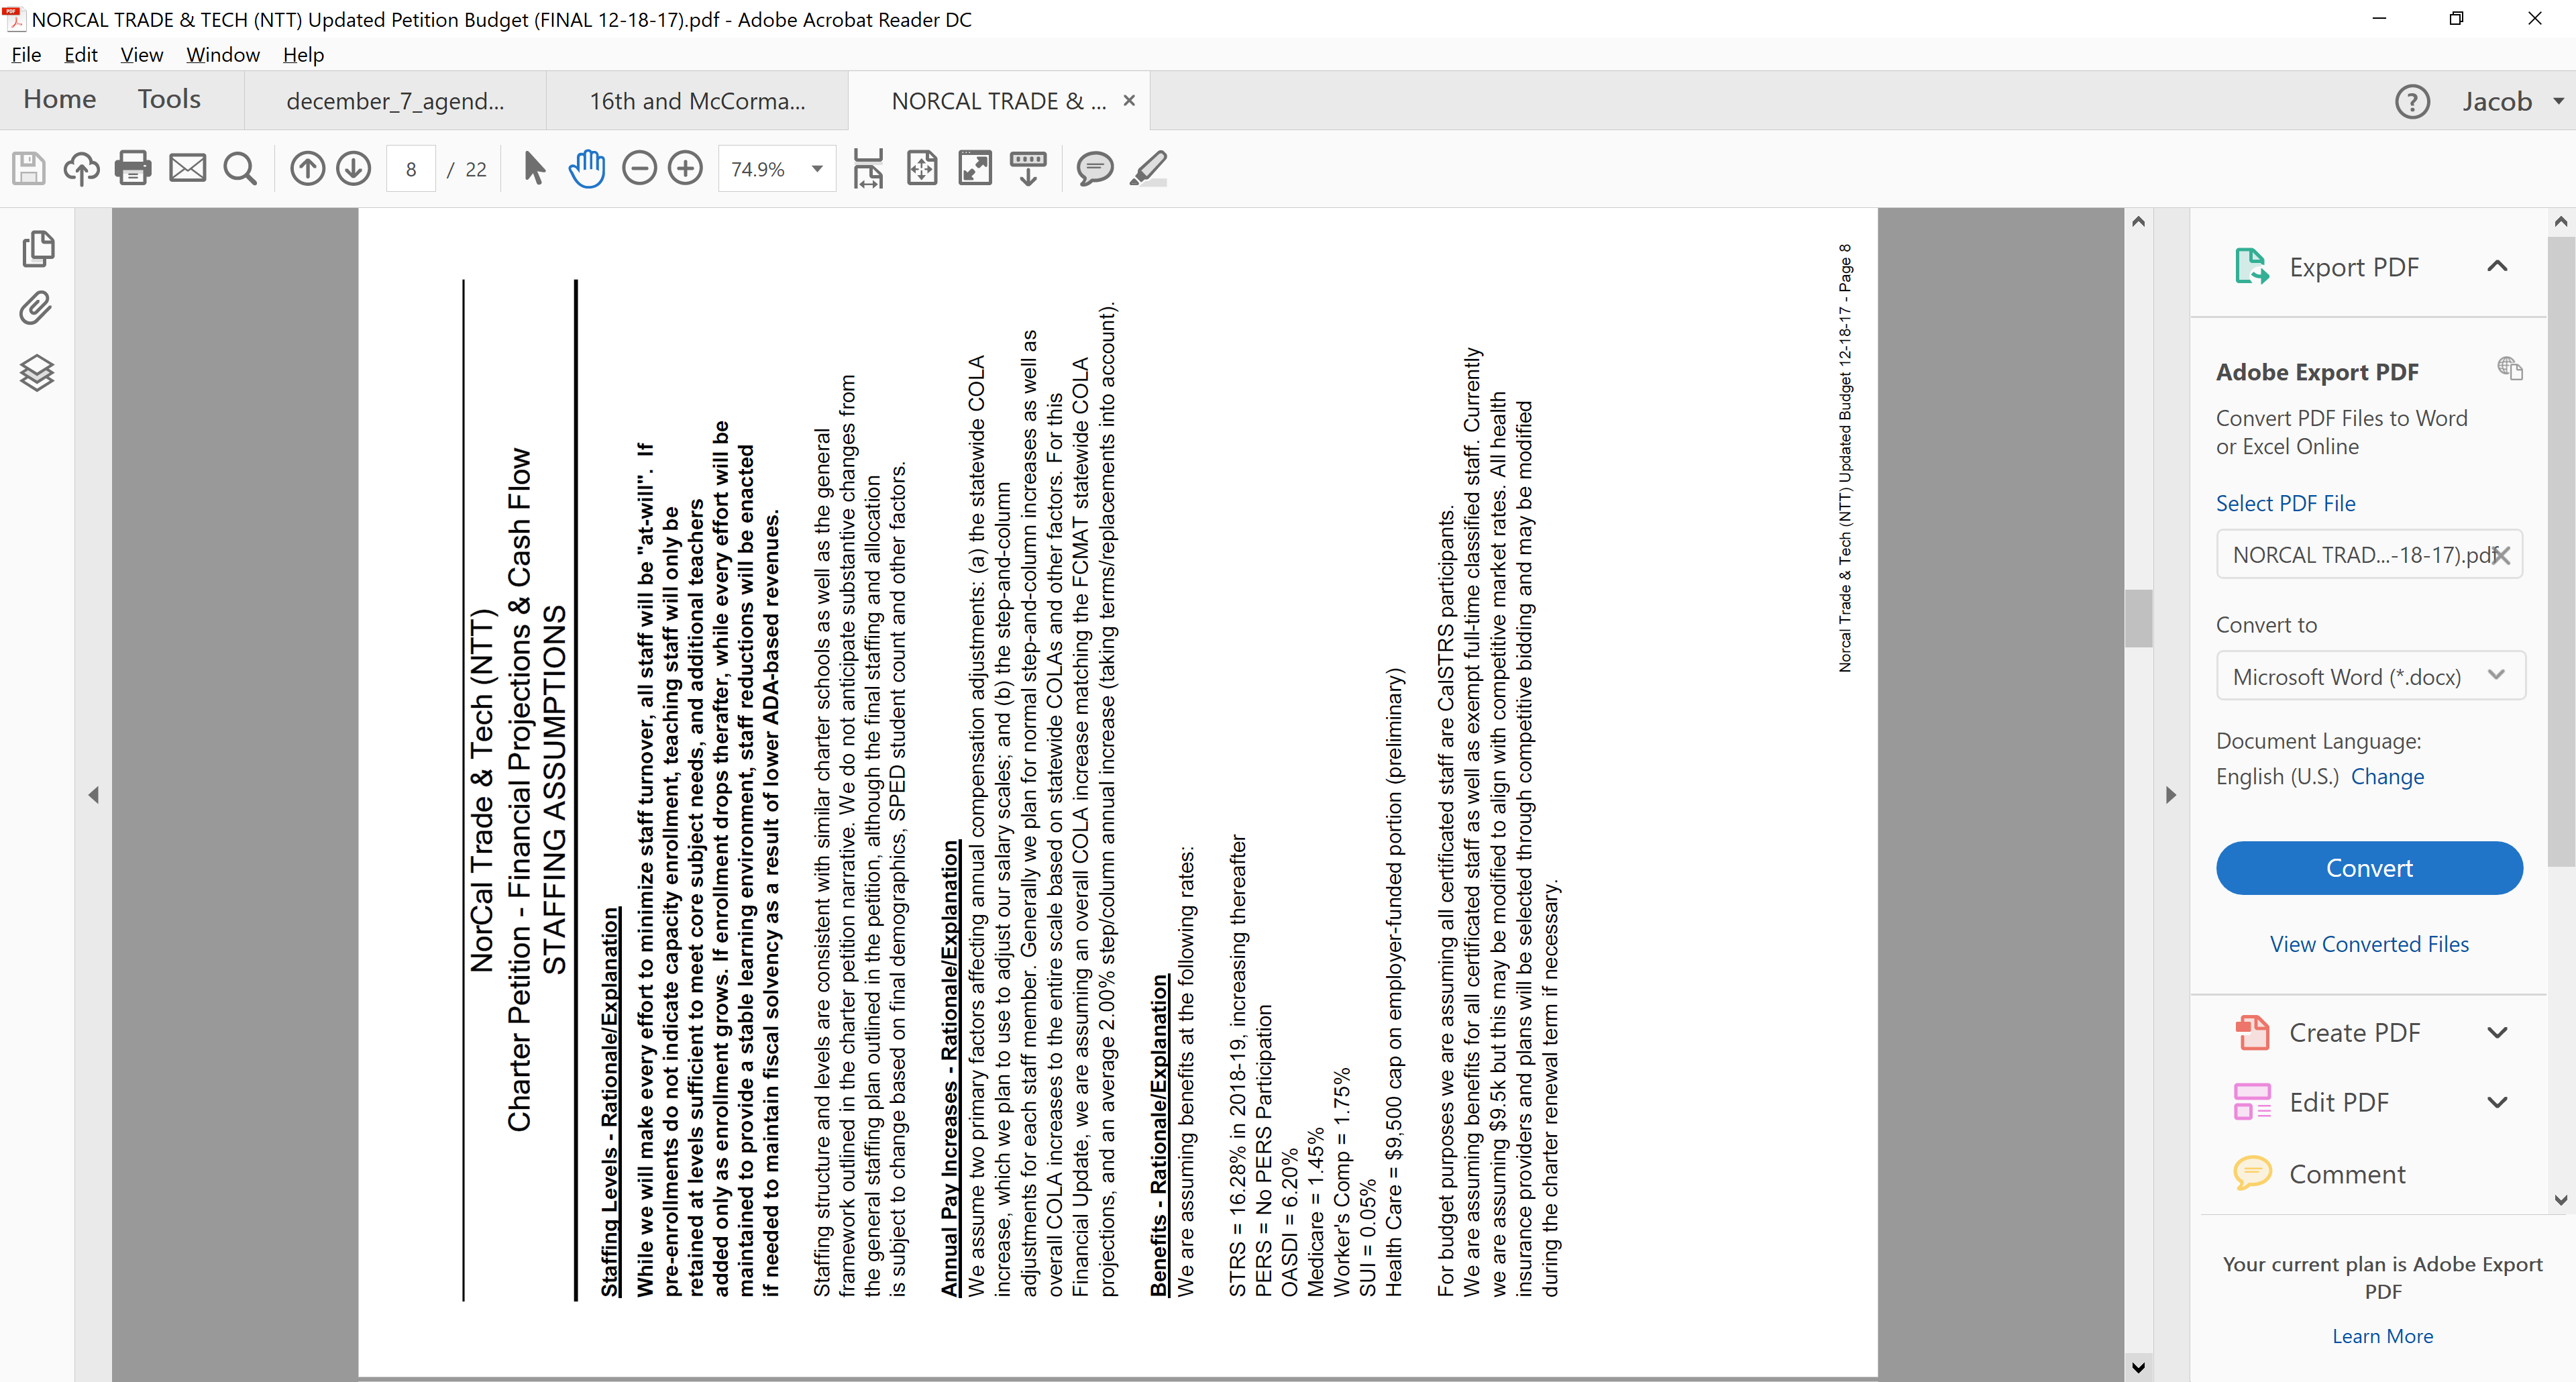 NORCAL TRADE & TECH (NTT) Updated Petition Budget (FINAL 12-18-17).pdf - Adobe Acrobat Reader DC
File Edit View Window Help
Home Tools december_7_agend... 16th and McCorma... NORCAL TRADE & ... Jacob
8 / 22 74.9%
NorCal Trade & Tech (NTT)
Charter Petition - Financial Projections & Cash Flow
STAFFING ASSUMPTIONS
Staffing Levels - Rationale/Explanation
While we will make every effort to minimize staff turnover, all staff will be "at-will". If
pre-enrollments do not indicate capacity enrollment, teaching staff will only be
retained at levels sufficient to meet core subject needs, and additional teachers
added only as enrollment grows. If enrollment drops therafter, while every effort will be
maintained to provide a stable learning environment, staff reductions will be enacted
if needed to maintain fiscal solvency as a result of lower ADA-based revenues.
Staffing structure and levels are consistent with similar charter schools as well as the general
framework outlined in the charter petition narrative. We do not anticipate substantive changes from
the general staffing plan outlined in the petition, although the final staffing and allocation
is subject to change based on final demographics, SPED student count and other factors.
Annual Pay Increases - Rationale/Explanation
We assume two primary factors affecting annual compensation adjustments: (a) the statewide COLA
increase, which we plan to use to adjust our salary scales; and (b) the step-and-column
adjustments for each staff member. Generally we plan for normal step-and-column increases as well as
overall COLA increases to the entire scale based on statewide COLAs and other factors. For this
Financial Update, we are assuming an overall COLA increase matching the FCMAT statewide COLA
projections, and an average 2.00% step/column annual increase (taking terms/replacements into account).
Benefits - Rationale/Explanation
We are assuming benefits at the following rates:
STRS = 16.28% in 2018-19, increasing thereafter
PERS = No PERS Participation
OASDI = 6.20%
Medicare = 1.45%
Worker's Comp = 1.75%
SUI = 0.05%
Health Care = $9,500 cap on employer-funded portion (preliminary)
For budget purposes we are assuming all certificated staff are CalSTRS participants.
We are assuming benefits for all certificated staff as well as exempt full-time classified staff. Currently
we are assuming $9.5k but this may be modified to align with competitive market rates. All health
insurance providers and plans will be selected through competitive bidding and may be modified
during the charter renewal term if necessary.
Norcal Trade & Tech (NTT) Updated Budget 12-18-17 - Page 8
Export PDF
Adobe Export PDF
Convert PDF Files to Word
or Excel Online
Select PDF File
NORCAL TRAD...-18-17).pdf
Convert to
Microsoft Word (*.docx)
Document Language:
English (U.S.) Change
Convert
View Converted Files
Create PDF
Edit PDF
Comment
Your current plan is Adobe Export
PDF
Learn More